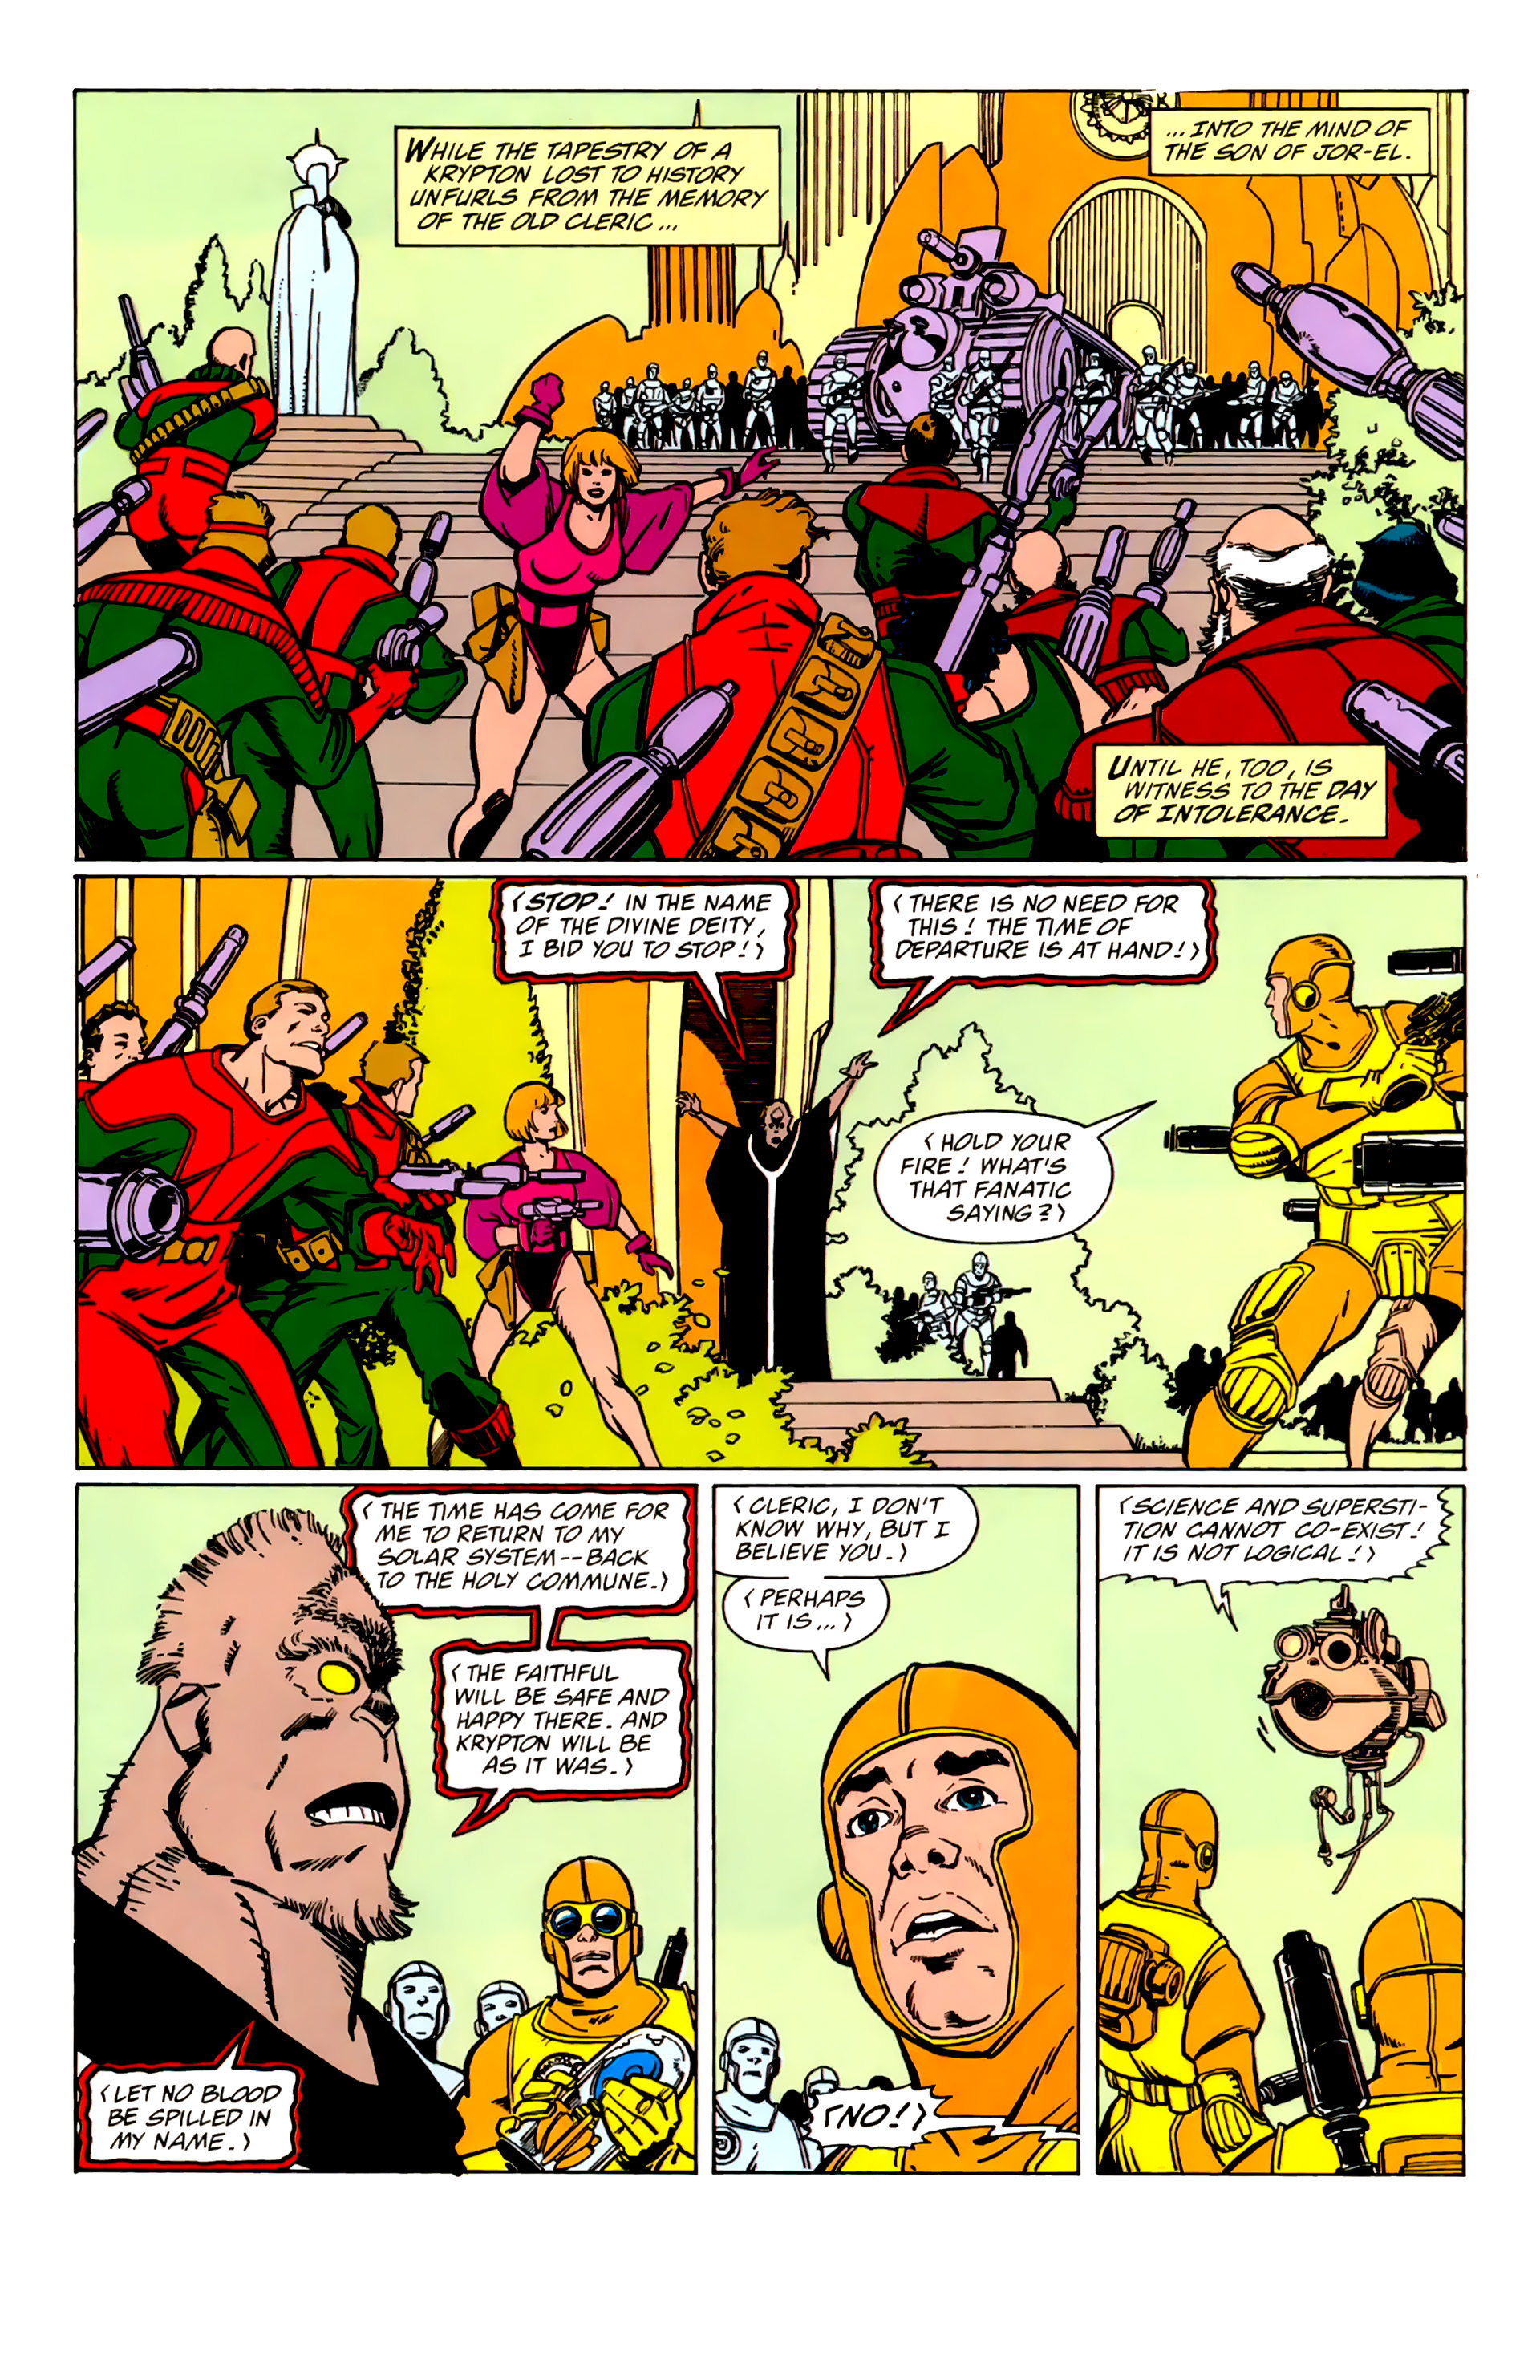 WHILE THE TAPESTRY OF A
KRYPTON LOST TO HISTORY
UNFURLS FROM THE MEMORY
OF THE OLD CLERIC...
...INTO THE MIND OF
THE SON OF JOR-EL.
UNTIL HE, TOO, IS
WITNESS TO THE DAY
OF INTOLERANCE.
<STOP! IN THE NAME
OF THE DIVINE DEITY,
I BID YOU TO STOP!>
<THERE IS NO NEED FOR
THIS! THE TIME OF
DEPARTURE IS AT HAND!>
<HOLD YOUR
FIRE! WHAT'S
THAT FANATIC
SAYING?>
<THE TIME HAS COME FOR
ME TO RETURN TO MY
SOLAR SYSTEM--BACK
TO THE HOLY COMMUNE.>
<THE FAITHFUL
WILL BE SAFE AND
HAPPY THERE. AND
KRYPTON WILL BE
AS IT WAS.>
<LET NO BLOOD
BE SPILLED IN
MY NAME.>
<CLERIC, I DON'T
KNOW WHY, BUT I
BELIEVE YOU.>
<PERHAPS
IT IS...>
<NO!>
<SCIENCE AND SUPERSTI-
TION CANNOT CO-EXIST!
IT IS NOT LOGICAL!>